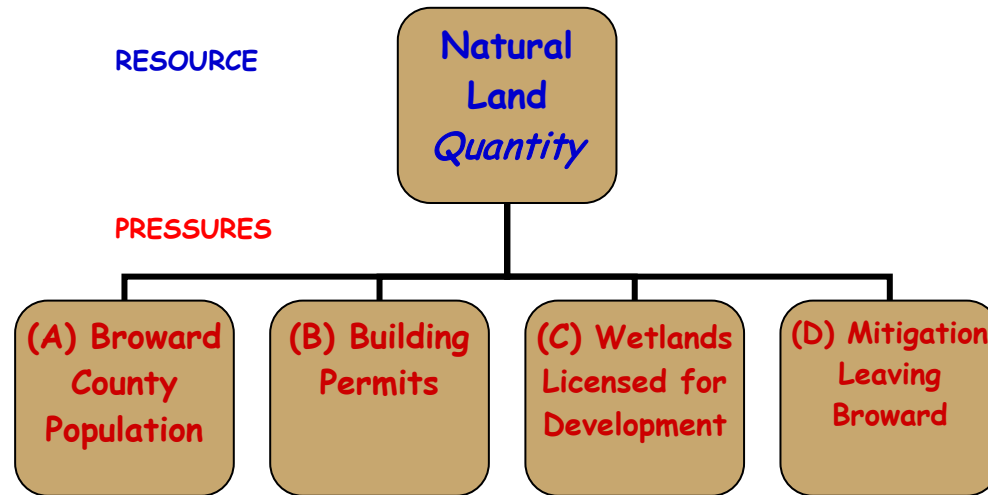 RESOURCE
Natural
Land
Quantity
PRESSURES
(A) Broward
County
Population
(B) Building
Permits
(C) Wetlands
Licensed for
Development
(D) Mitigation
Leaving
Broward